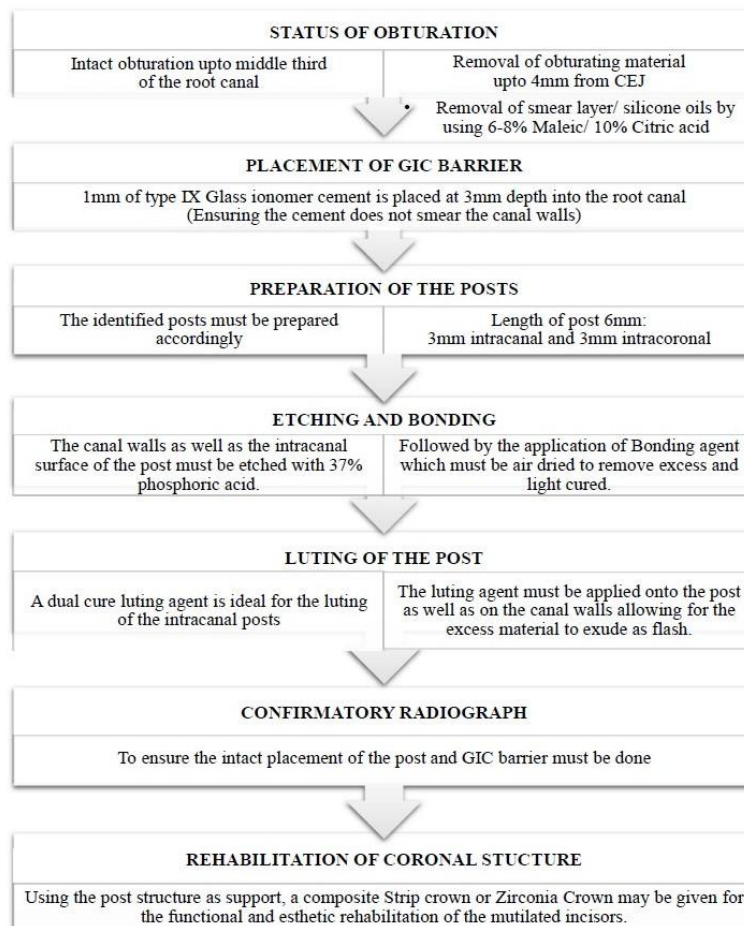 STATUS OF OBTURATION
Intact obturation upto middle third
of the root canal
Removal of obturating material
upto 4mm from CEJ
• Removal of smear layer/ silicone oils by
using 6-8% Maleic/ 10% Citric acid
PLACEMENT OF GIC BARRIER
1mm of type IX Glass ionomer cement is placed at 3mm depth into the root canal
(Ensuring the cement does not smear the canal walls)
PREPARATION OF THE POSTS
The identified posts must be prepared
accordingly
Length of post 6mm:
3mm intracanal and 3mm intracoronal
ETCHING AND BONDING
The canal walls as well as the intracanal
surface of the post must be etched with 37%
phosphoric acid.
Followed by the application of Bonding agent
which must be air dried to remove excess and
light cured.
LUTING OF THE POST
A dual cure luting agent is ideal for the luting
of the intracanal posts
The luting agent must be applied onto the post
as well as on the canal walls allowing for the
excess material to exude as flash.
CONFIRMATORY RADIOGRAPH
To ensure the intact placement of the post and GIC barrier must be done
REHABILITATION OF CORONAL STUCTURE
Using the post structure as support, a composite Strip crown or Zirconia Crown may be given for
the functional and esthetic rehabilitation of the mutilated incisors.